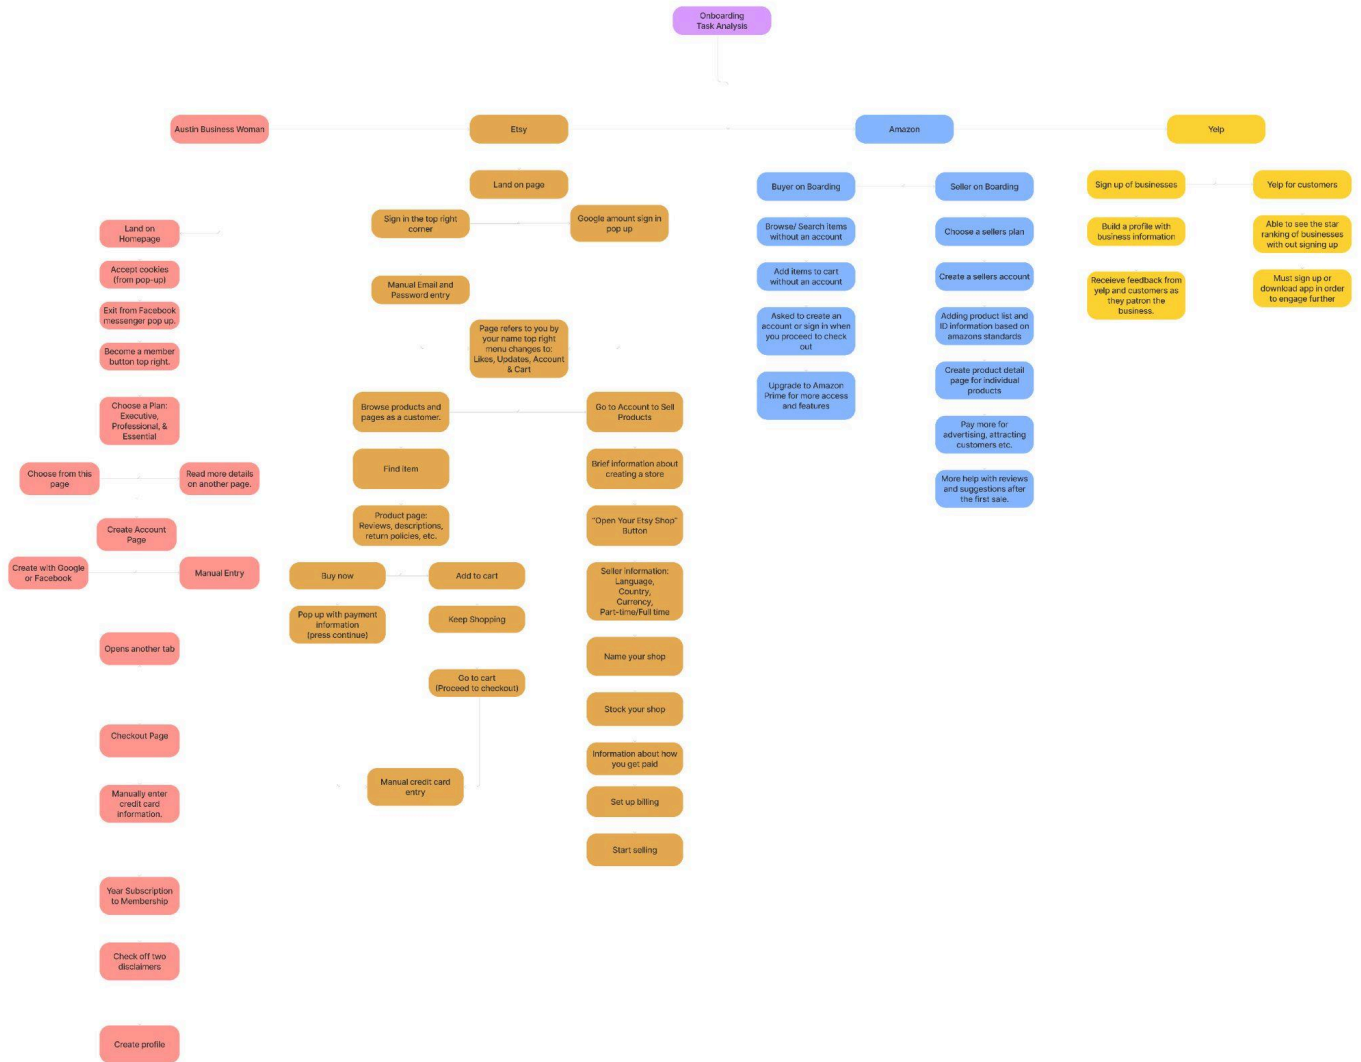 Onboarding
Task Analysis
Austin Business Woman
Etsy
Amazon
Yelp
Land on
Homepage
Accept cookies
(from pop-up)
Exit from Facebook
messenger pop up.
Become a member
button top right.
Choose a Plan:
Executive,
Professional, &
Essential
Choose from this
page
Read more details
on another page.
Create Account
Page
Create with Google
or Facebook
Manual Entry
Opens another tab
Checkout Page
Manually enter
credit card
information.
Year Subscription
to Membership
Check off two
disclaimers
Create profile
Land on page
Sign in the top right
corner
Google amount sign in
pop up
Manual Email and
Password entry
Page refers to you by
your name top right
menu changes to:
Likes, Updates, Account
& Cart
Browse products and
pages as a customer.
Find item
Product page:
Reviews, descriptions,
return policies, etc.
Buy now
Add to cart
Pop up with payment
information
(press continue)
Keep Shopping
Go to cart
(Proceed to checkout)
Manual credit card
entry
Go to Account to Sell
Products
Brief information about
creating a store
"Open Your Etsy Shop"
Button
Seller information:
Language,
Country,
Currency,
Part-time/Full time
Name your shop
Stock your shop
Information about how
you get paid
Set up billing
Start selling
Buyer on Boarding
Browse/ Search items
without an account
Add items to cart
without an account
Asked to create an
account or sign in when
you proceed to check
out
Upgrade to Amazon
Prime for more access
and features
Seller on Boarding
Choose a sellers plan
Create a sellers account
Adding product list and
ID information based on
amazons standards
Create product detail
page for individual
products
Pay more for
advertising, attracting
customers etc.
More help with reviews
and suggestions after
the first sale.
Sign up of businesses
Build a profile with
business information
Receieve feedback from
yelp and customers as
they patron the
business.
Yelp for customers
Able to see the star
ranking of businesses
with out signing up
Must sign up or
download app in order
to engage further